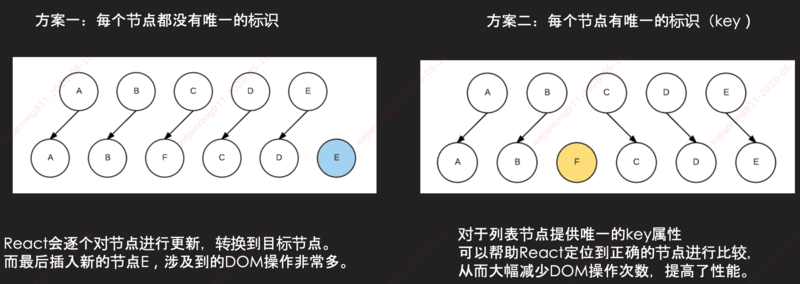 方案一：每个节点都没有唯一的标识
A B C D E
A B F C D E
React会逐个对节点进行更新，转换到目标节点。
而最后插入新的节点E，涉及到的DOM操作非常多。
方案二：每个节点有唯一的标识（key）
A B C D E
A B F C D E
对于列表节点提供唯一的key属性
可以帮助React定位到正确的节点进行比较，
从而大幅减少DOM操作次数，提高了性能。